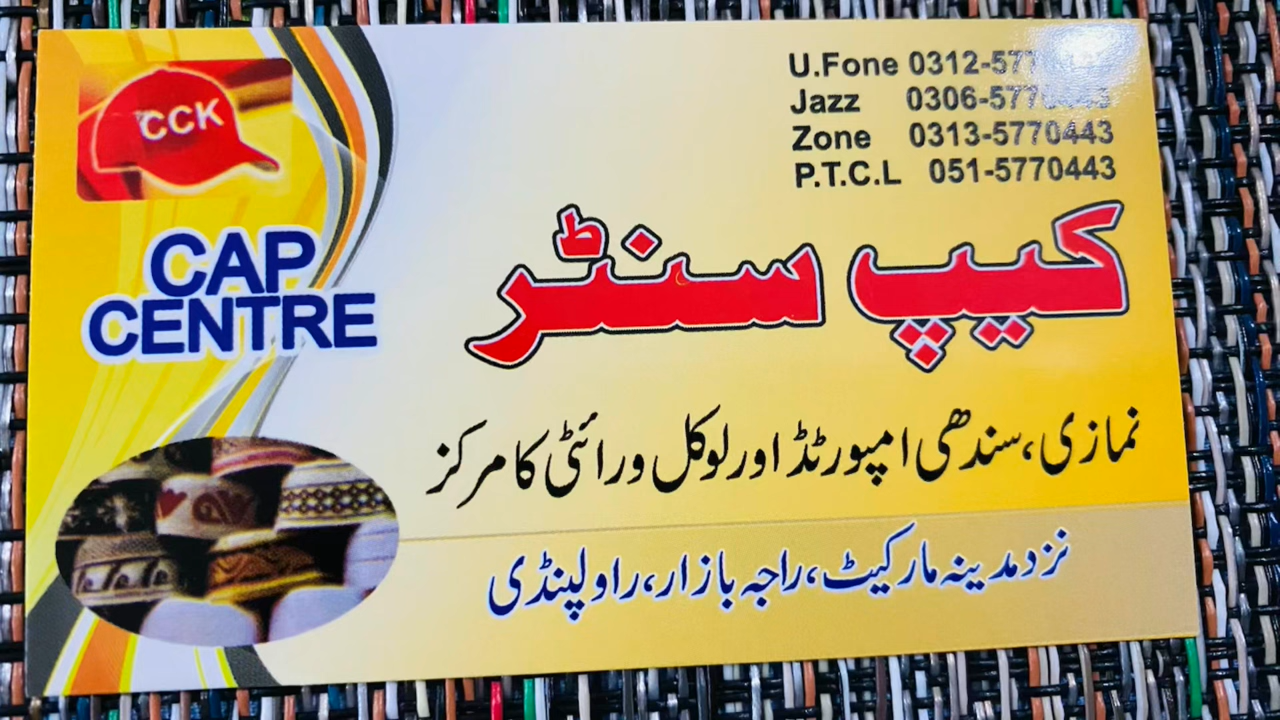 CCK
CAP
CENTRE
U.Fone 0312-577
Jazz 0306-5770443
Zone 0313-5770443
P.T.C.L 051-5770443
کیپ سنٹر
نمازی، سندھی امپورٹڈ اور لوکل ورائٹی کا مرکز
نزد مدینہ مارکیٹ، راجہ بازار، راولپنڈی